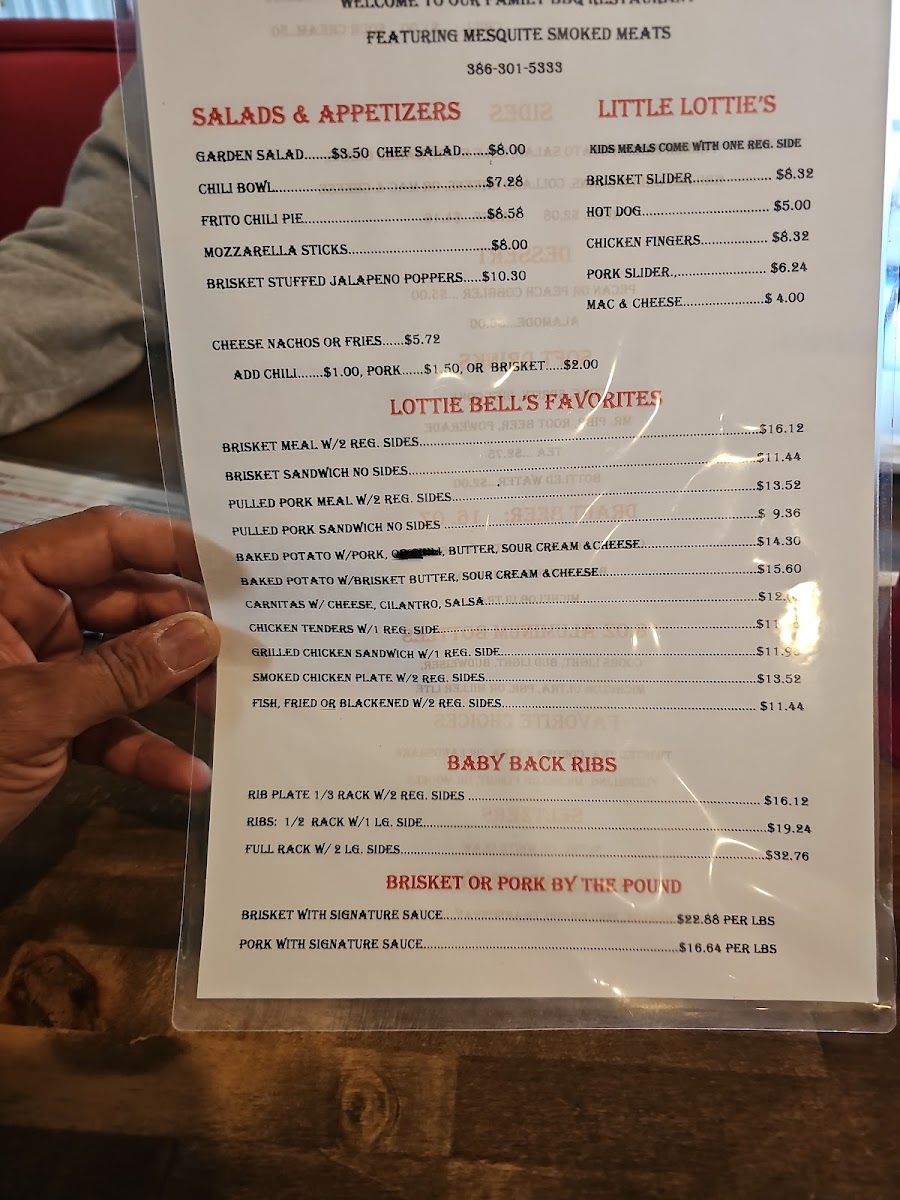 WELCOME TO OUR FAMILY BBQ RESTAURANT
FEATURING MESQUITE SMOKED MEATS
386-301-5333
SALADS & APPETIZERS
GARDEN SALAD.......$3.50 CHEF SALAD.......$8.00
CHILI BOWL...$7.28
FRITO CHILI PIE...$8.58
MOZZARELLA STICKS...$8.00
BRISKET STUFFED JALAPENO POPPERS.....$10.30
CHEESE NACHOS OR FRIES......$5.72
ADD CHILI.......$1.00, PORK......$1.50, OR BRISKET.....$2.00
LITTLE LOTTIE'S
KIDS MEALS COME WITH ONE REG. SIDE
BRISKET SLIDER... $8.32
HOT DOG... $5.00
CHICKEN FINGERS... $8.32
PORK SLIDER.,... $6.24
MAC & CHEESE...$ 4.00
LOTTIE BELL'S FAVORITES
BRISKET MEAL W/2 REG. SIDES...$16.12
BRISKET SANDWICH NO SIDES...$11.44
PULLED PORK MEAL W/2 REG. SIDES...$13.52
PULLED PORK SANDWICH NO SIDES ...$ 9.36
BAKED POTATO W/PORK, BUTTER, SOUR CREAM &CHEESE...$14.30
BAKED POTATO W/BRISKET BUTTER, SOUR CREAM &CHEESE...$15.60
CARNITAS W/ CHEESE, CILANTRO, SALSA...
CHICKEN TENDERS W/1 REG. SIDE...
GRILLED CHICKEN SANDWICH W/1 REG. SIDE...
SMOKED CHICKEN PLATE W/2 REG. SIDES...$13.52
FISH, FRIED OR BLACKENED W/2 REG. SIDES... $11.44
BABY BACK RIBS
RIB PLATE 1/3 RACK W/2 REG. SIDES ... $16.12
RIBS: 1/2 RACK W/1 LG. SIDE...$19.24
FULL RACK W/ 2 LG. SIDES...$32.76
BRISKET OR PORK BY THE POUND
BRISKET WITH SIGNATURE SAUCE...$22.88 PER LBS
PORK WITH SIGNATURE SAUCE...$16.64 PER LBS